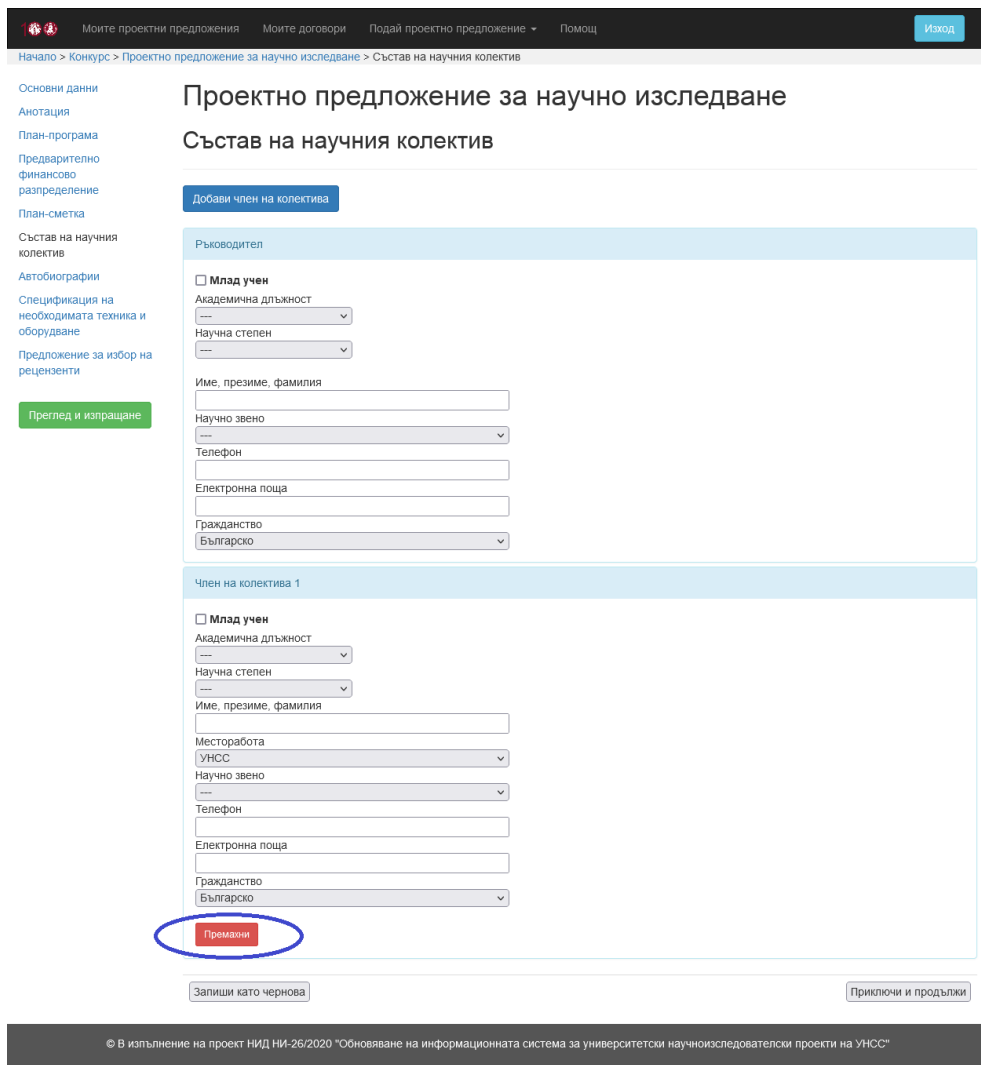 Моите проектни предложения Моите договори Подай проектно предложение Помощ Изход
Начало > Конкурс > Проектно предложение за научно изследване > Състав на научния колектив
Основни данни
Анотация
План-програма
Предварително
финансово
разпределение
План-сметка
Състав на научния
колектив
Автобиографии
Спецификация на
необходимата техника и
оборудване
Предложение за избор на
рецензенти
Преглед и изпращане
Проектно предложение за научно изследване
Състав на научния колектив
Добави член на колектива
Ръководител
Млад учен
Академична длъжност
---
Научна степен
---
Име, презиме, фамилия
Научно звено
---
Телефон
Електронна поща
Гражданство
Българско
Член на колектива 1
Млад учен
Академична длъжност
---
Научна степен
---
Име, презиме, фамилия
Месторабота
УНСС
Научно звено
---
Телефон
Електронна поща
Гражданство
Българско
Премахни
Запиши като чернова Приключи и продължи
© В изпълнение на проект НИД НИ-26/2020 "Обновяване на информационната система за университетски научноизследователски проекти на УНСС"